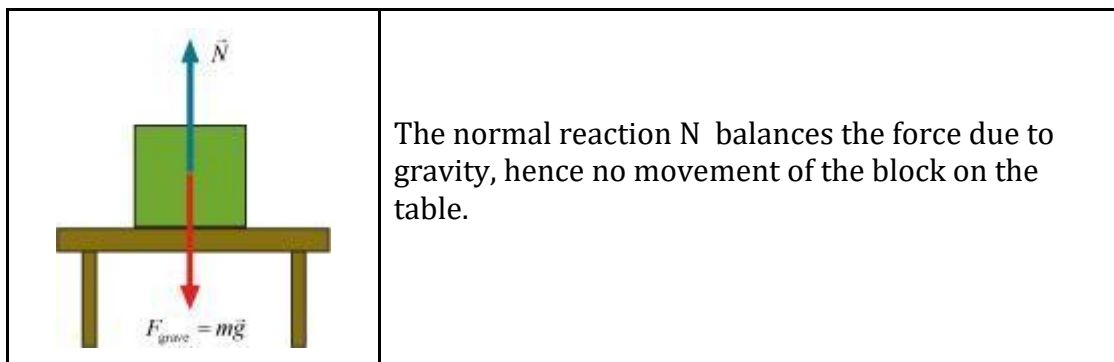 N⃗
The normal reaction N  balances the force due to
gravity, hence no movement of the block on the
table.
F_grave = mg⃗